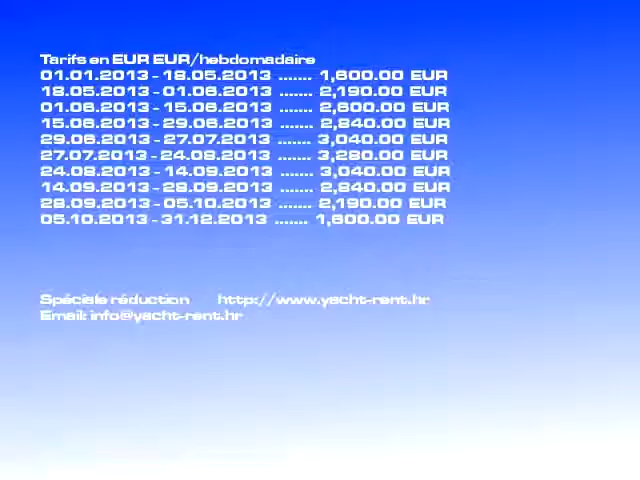 Tarifs en EUR EUR/hebdomadaire
01.01.2013 - 18.05.2013 ....... 1,600.00 EUR
18.05.2013 - 01.06.2013 ....... 2,190.00 EUR
01.06.2013 - 15.06.2013 ....... 2,600.00 EUR
15.06.2013 - 29.06.2013 ....... 2,840.00 EUR
29.06.2013 - 27.07.2013 ....... 3,040.00 EUR
27.07.2013 - 24.08.2013 ....... 3,280.00 EUR
24.08.2013 - 14.09.2013 ....... 3,040.00 EUR
14.09.2013 - 28.09.2013 ....... 2,840.00 EUR
28.09.2013 - 05.10.2013 ....... 2,190.00 EUR
05.10.2013 - 31.12.2013 ....... 1,600.00 EUR
Spéciale réduction http://www.yacht-rent.hr
Email: info@yacht-rent.hr